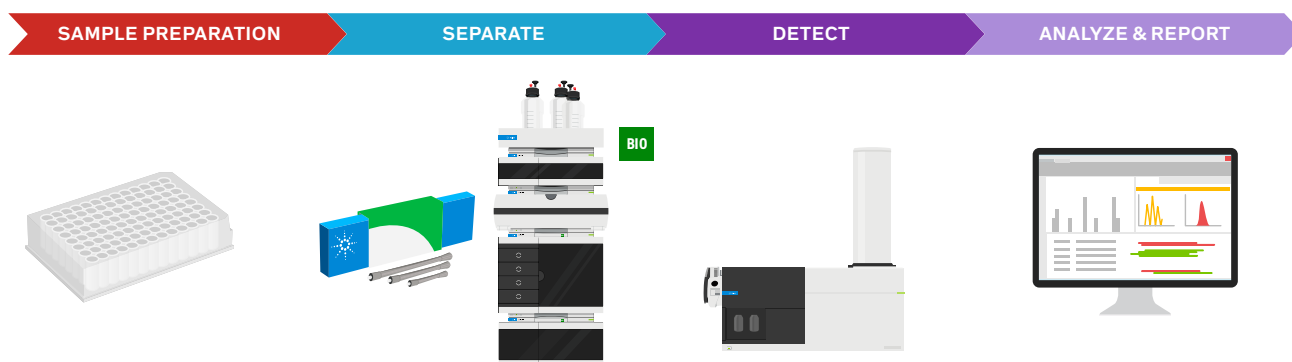 SAMPLE PREPARATION
SEPARATE
DETECT
ANALYZE & REPORT
BIO